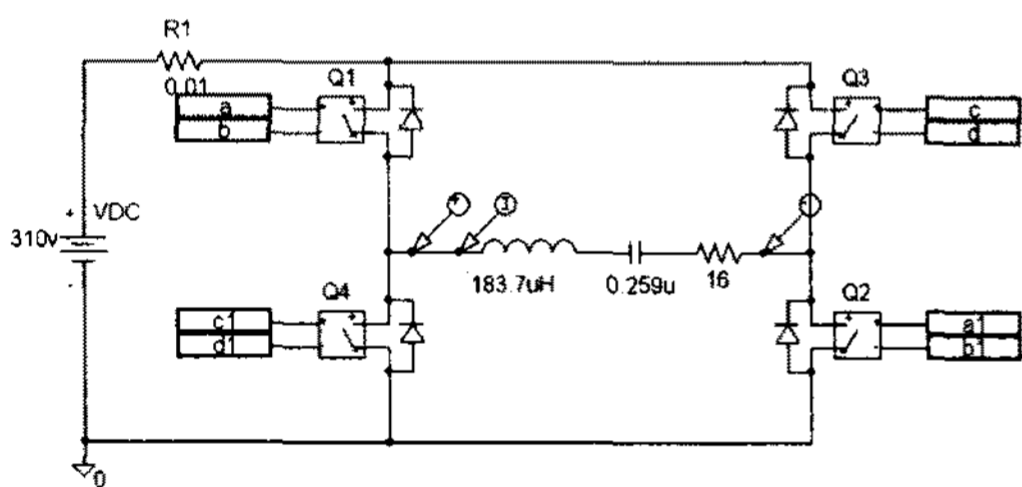 R1
0.01
Q1
a
b
Q3
c
d
+ VDC
310v
-
+
I
-
183.7uH
0.259u
16
Q4
c1
d1
Q2
a1
b1
0